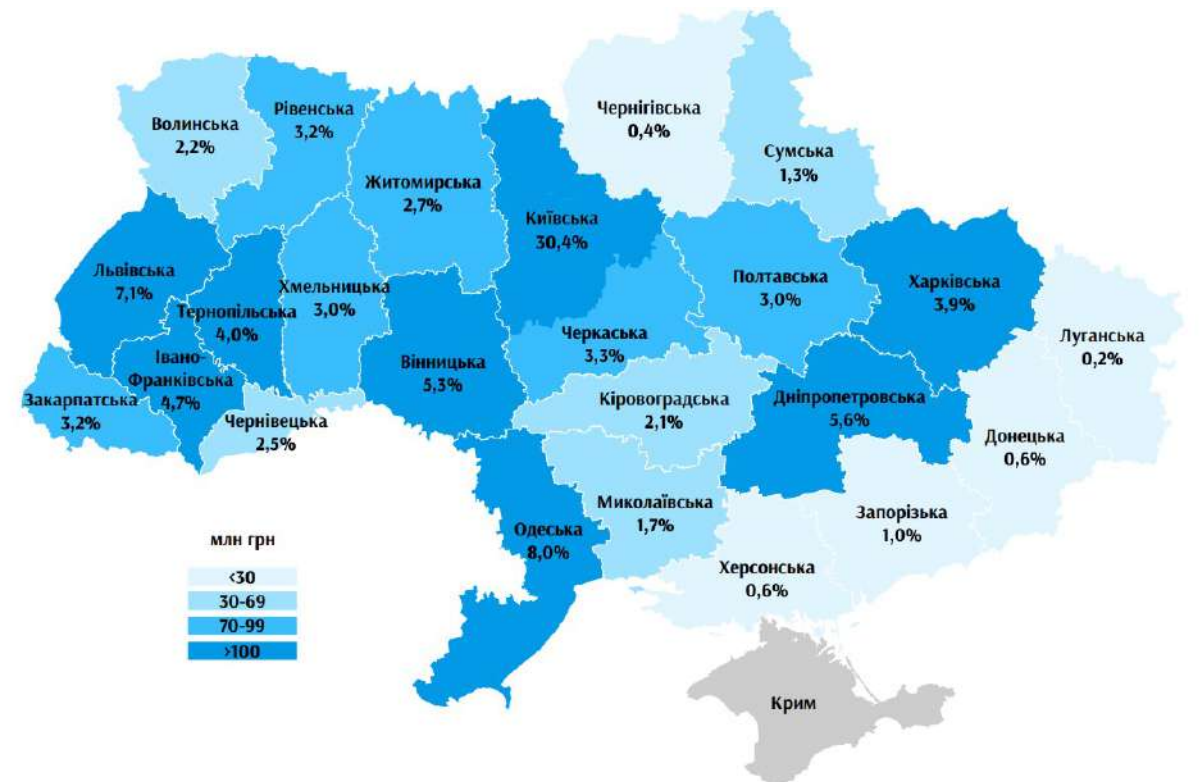 Волинська
2,2%
Рівенська
3,2%
Житомирська
2,7%
Київська
30,4%
Чернігівська
0,4%
Сумська
1,3%
Львівська
7,1%
Тернопільська
4,0%
Хмельницька
3,0%
Вінницька
5,3%
Черкаська
3,3%
Полтавська
3,0%
Харківська
3,9%
Луганська
0,2%
Закарпатська
3,2%
Івано-
Франківська
4,7%
Чернівецька
2,5%
Кіровоградська
2,1%
Дніпропетровська
5,6%
Донецька
0,6%
Одеська
8,0%
Миколаївська
1,7%
Запорізька
1,0%
Херсонська
0,6%
Крим
млн грн
<30
30-69
70-99
>100